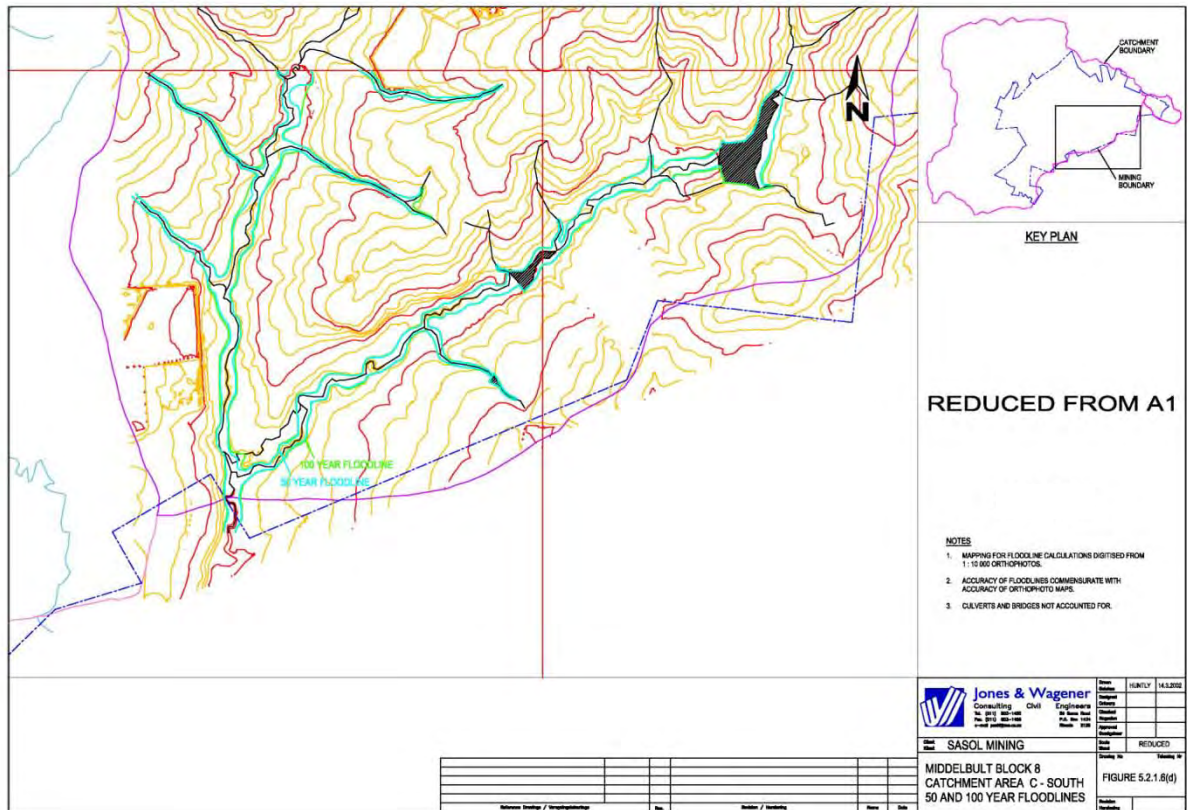 CATCHMENT
BOUNDARY
N
MINING
BOUNDARY
KEY PLAN
REDUCED FROM A1
100 YEAR FLOODLINE
50 YEAR FLOODLINE
NOTES
1. MAPPING FOR FLOODLINE CALCULATIONS DIGITISED FROM
1 : 10 000 ORTHOPHOTOS.
2. ACCURACY OF FLOODLINES COMMENSURATE WITH
ACCURACY OF ORTHOPHOTO MAPS.
3. CULVERTS AND BRIDGES NOT ACCOUNTED FOR.
Jones & Wagener
Consulting Civil Engineers
HUNTLY 14.5.2002
SASOL MINING
REDUCED
MIDDELBULT BLOCK 8
CATCHMENT AREA C - SOUTH
50 AND 100 YEAR FLOODLINES
FIGURE 5.2.1.6(d)